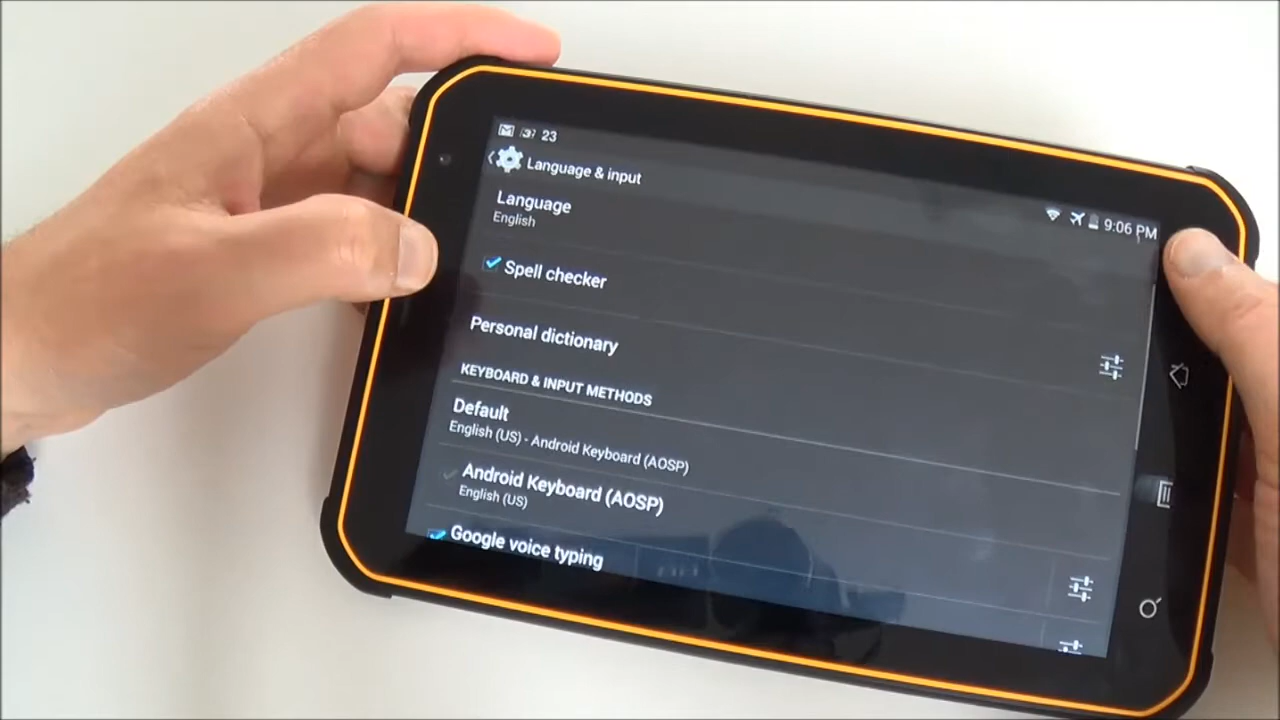 23
9:06 PM
Language & input
Language
English
Spell checker
Personal dictionary
KEYBOARD & INPUT METHODS
Default
English (US) - Android Keyboard (AOSP)
Android Keyboard (AOSP)
English (US)
Google voice typing